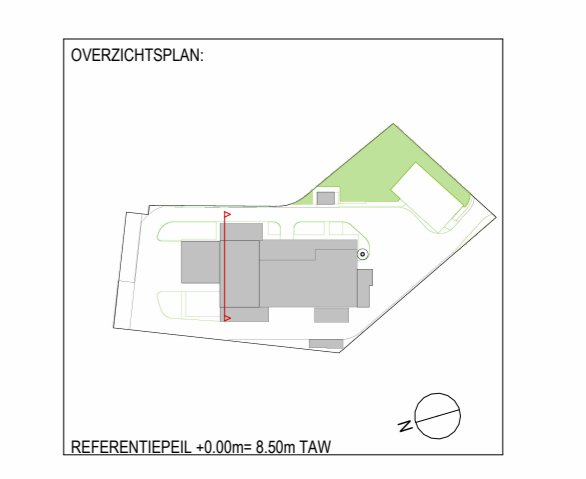 OVERZICHTSPLAN:
N
REFERENTIEPEIL +0.00m= 8.50m TAW